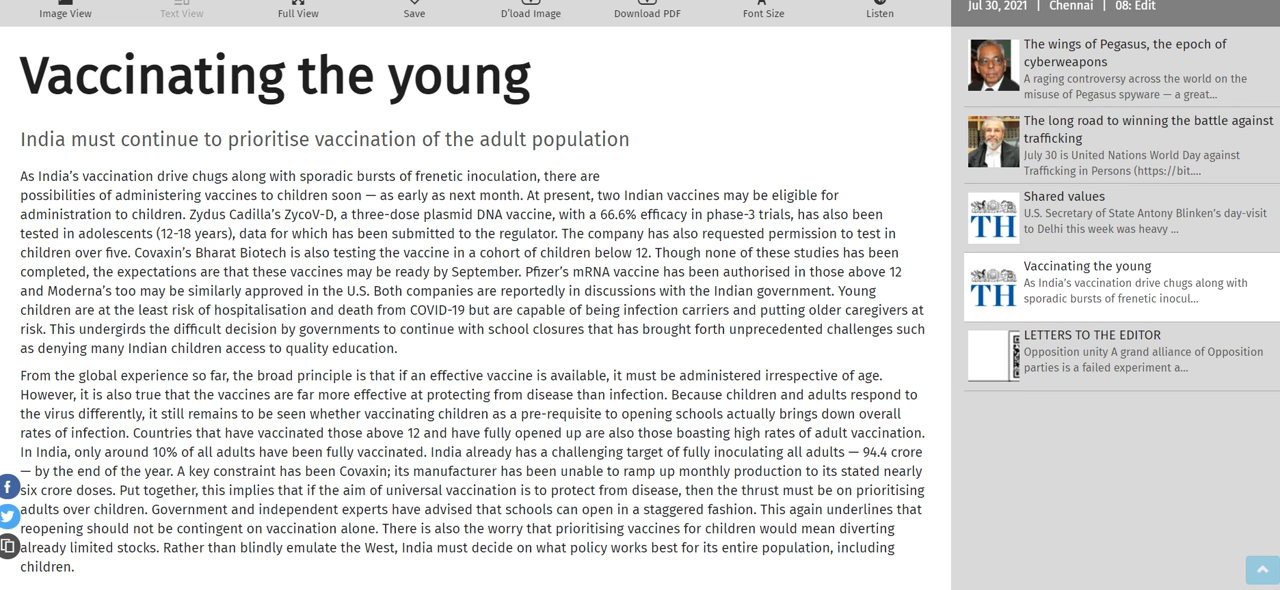 Image View Text View Full View Save D'load Image Download PDF Font Size Listen
Jul 30, 2021 | Chennai | 08: Edit
Vaccinating the young
India must continue to prioritise vaccination of the adult population
As India's vaccination drive chugs along with sporadic bursts of frenetic inoculation, there are
possibilities of administering vaccines to children soon — as early as next month. At present, two Indian vaccines may be eligible for
administration to children. Zydus Cadilla's ZycoV-D, a three-dose plasmid DNA vaccine, with a 66.6% efficacy in phase-3 trials, has also been
tested in adolescents (12-18 years), data for which has been submitted to the regulator. The company has also requested permission to test in
children over five. Covaxin's Bharat Biotech is also testing the vaccine in a cohort of children below 12. Though none of these studies has been
completed, the expectations are that these vaccines may be ready by September. Pfizer's mRNA vaccine has been authorised in those above 12
and Moderna's too may be similarly approved in the U.S. Both companies are reportedly in discussions with the Indian government. Young
children are at the least risk of hospitalisation and death from COVID-19 but are capable of being infection carriers and putting older caregivers at
risk. This undergirds the difficult decision by governments to continue with school closures that has brought forth unprecedented challenges such
as denying many Indian children access to quality education.
From the global experience so far, the broad principle is that if an effective vaccine is available, it must be administered irrespective of age.
However, it is also true that the vaccines are far more effective at protecting from disease than infection. Because children and adults respond to
the virus differently, it still remains to be seen whether vaccinating children as a pre-requisite to opening schools actually brings down overall
rates of infection. Countries that have vaccinated those above 12 and have fully opened up are also those boasting high rates of adult vaccination.
In India, only around 10% of all adults have been fully vaccinated. India already has a challenging target of fully inoculating all adults — 94.4 crore
— by the end of the year. A key constraint has been Covaxin; its manufacturer has been unable to ramp up monthly production to its stated nearly
six crore doses. Put together, this implies that if the aim of universal vaccination is to protect from disease, then the thrust must be on prioritising
adults over children. Government and independent experts have advised that schools can open in a staggered fashion. This again underlines that
reopening should not be contingent on vaccination alone. There is also the worry that prioritising vaccines for children would mean diverting
already limited stocks. Rather than blindly emulate the West, India must decide on what policy works best for its entire population, including
children.
The wings of Pegasus, the epoch of
cyberweapons
A raging controversy across the world on the
misuse of Pegasus spyware — a great...
The long road to winning the battle against
trafficking
July 30 is United Nations World Day against
Trafficking in Persons (https://bit....
Shared values
U.S. Secretary of State Antony Blinken's day-visit
to Delhi this week was heavy ...
TH
Vaccinating the young
As India's vaccination drive chugs along with
sporadic bursts of frenetic inocul...
TH
LETTERS TO THE EDITOR
Opposition unity A grand alliance of Opposition
parties is a failed experiment a...